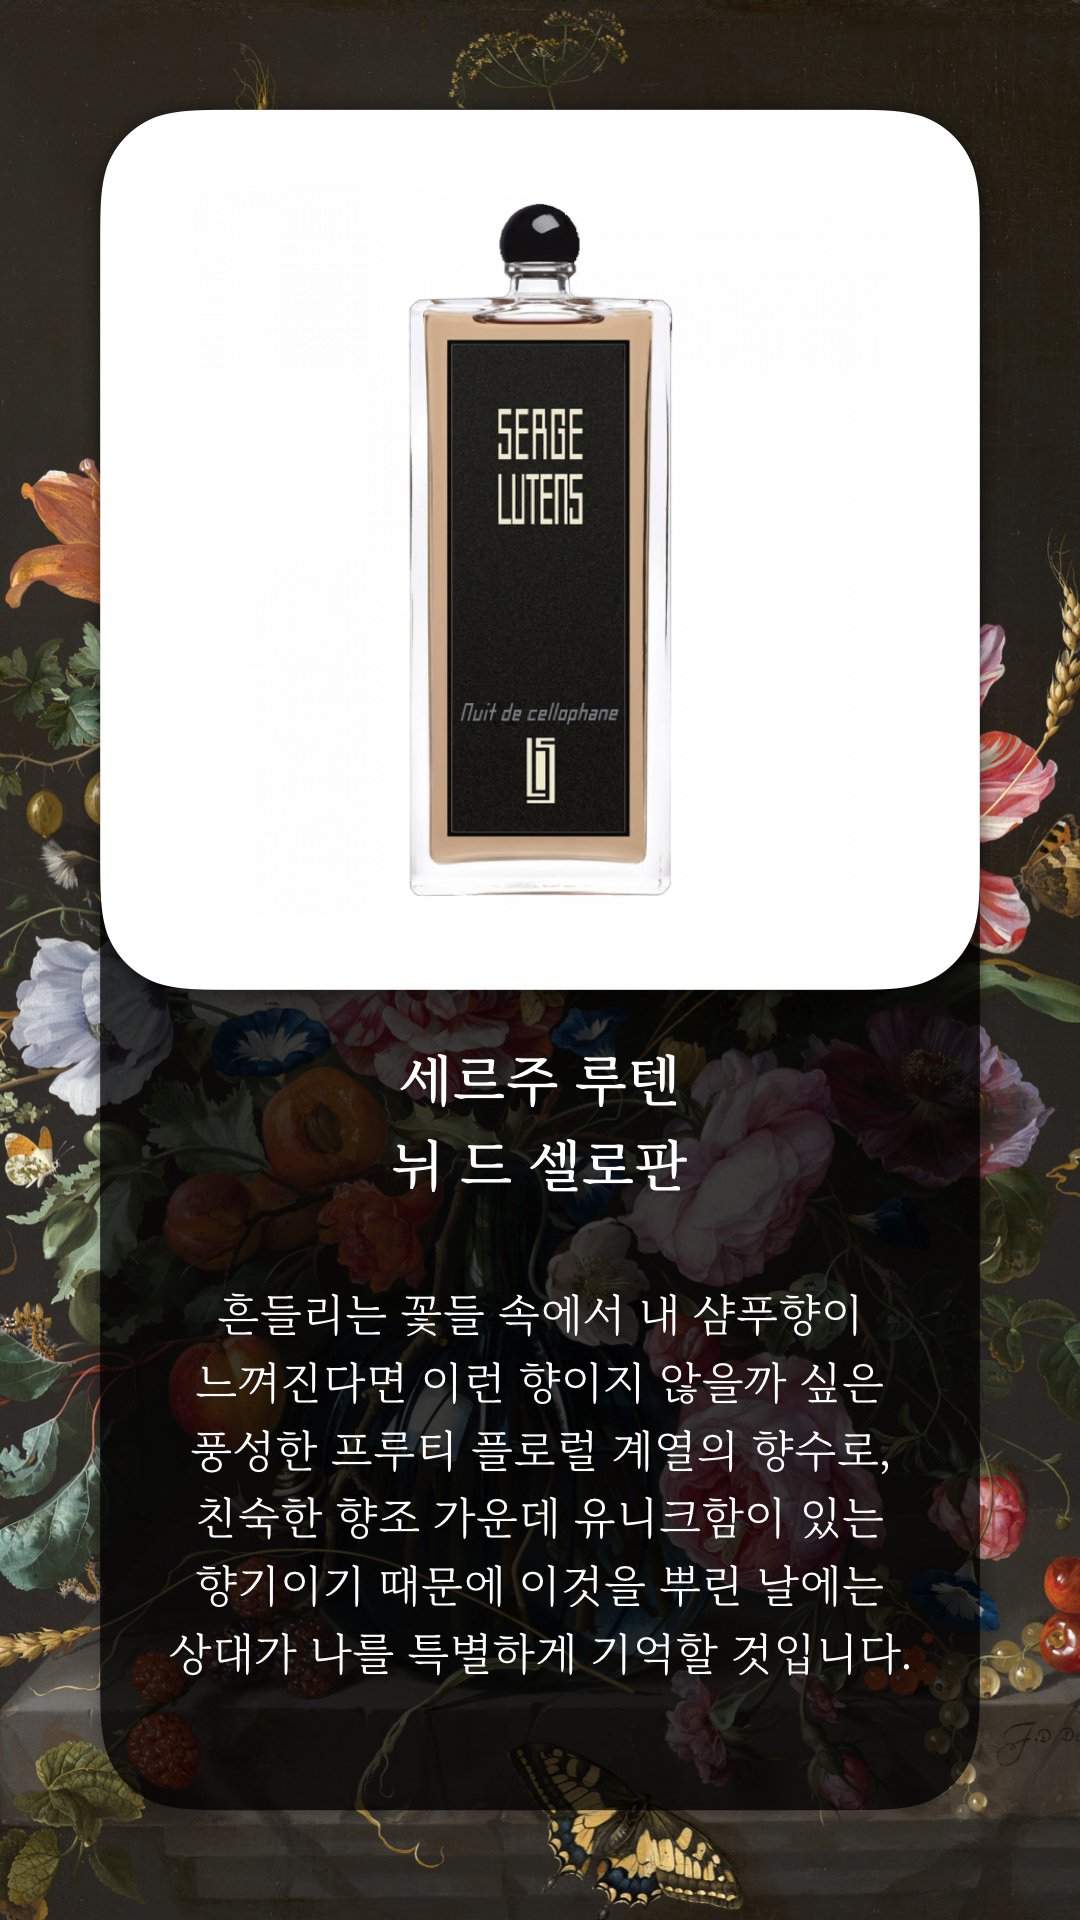 SERGE
LUTENS
Nuit de cellophane
세르주 루텐
뉘 드 셀로판
흔들리는 꽃들 속에서 내 샴푸향이
느껴진다면 이런 향이지 않을까 싶은
풍성한 프루티 플로럴 계열의 향수로,
친숙한 향조 가운데 유니크함이 있는
향기이기 때문에 이것을 뿌린 날에는
상대가 나를 특별하게 기억할 것입니다.